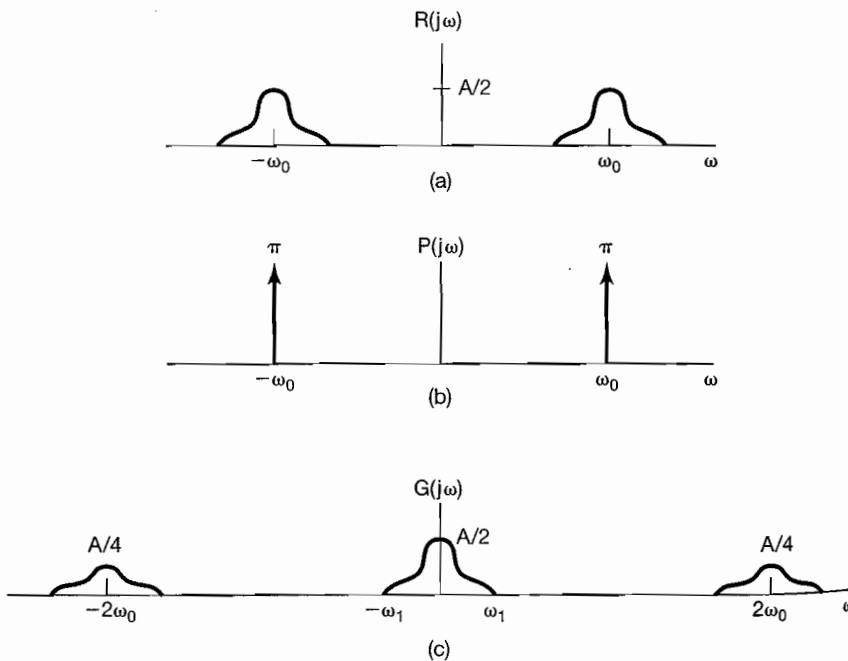 R(jω)
A/2
−ω₀ ω₀ ω
(a)
π P(jω) π
−ω₀ ω₀ ω
(b)
G(jω)
A/4 A/2 A/4
−2ω₀ −ω₁ ω₁ 2ω₀
(c)